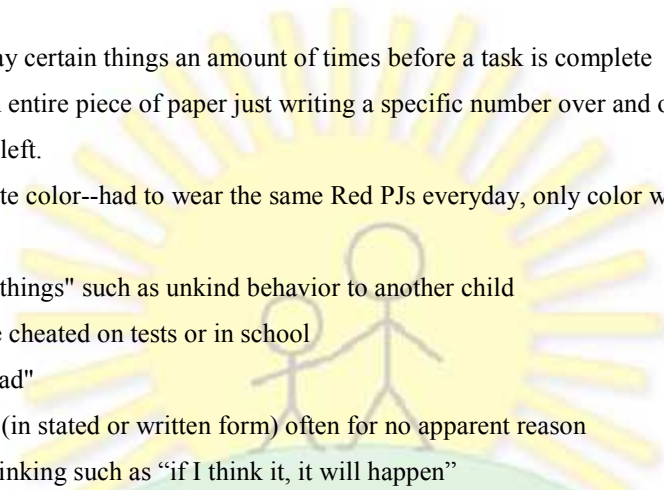 ay certain things an amount of times before a task is complete
entire piece of paper just writing a specific number over and o
left.
te color--had to wear the same Red PJs everyday, only color w
things" such as unkind behavior to another child
e cheated on tests or in school
ad"
(in stated or written form) often for no apparent reason
inking such as “if I think it, it will happen”